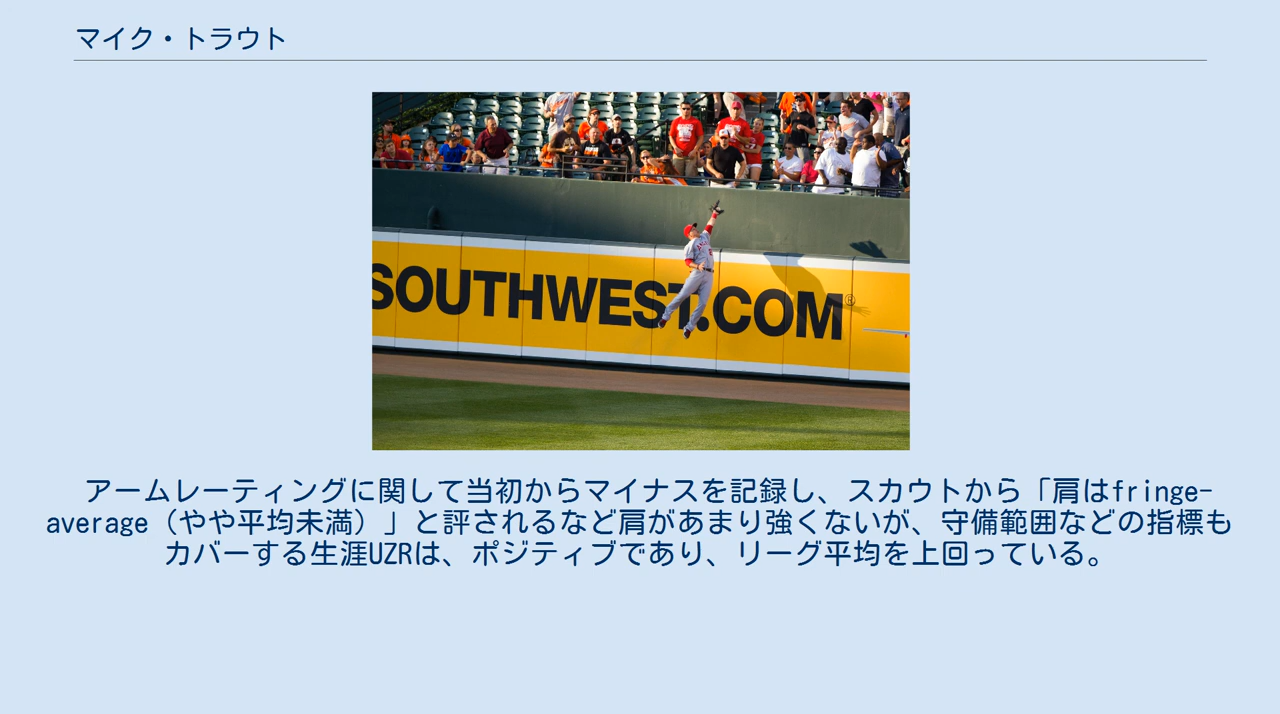 マイク・トラウト
SOUTHWEST.COM®
アームレーティングに関して当初からマイナスを記録し、スカウトから「肩はfringe-
average（やや平均未満）」と評されるなど肩があまり強くないが、守備範囲などの指標も
カバーする生涯UZRは、ポジティブであり、リーグ平均を上回っている。